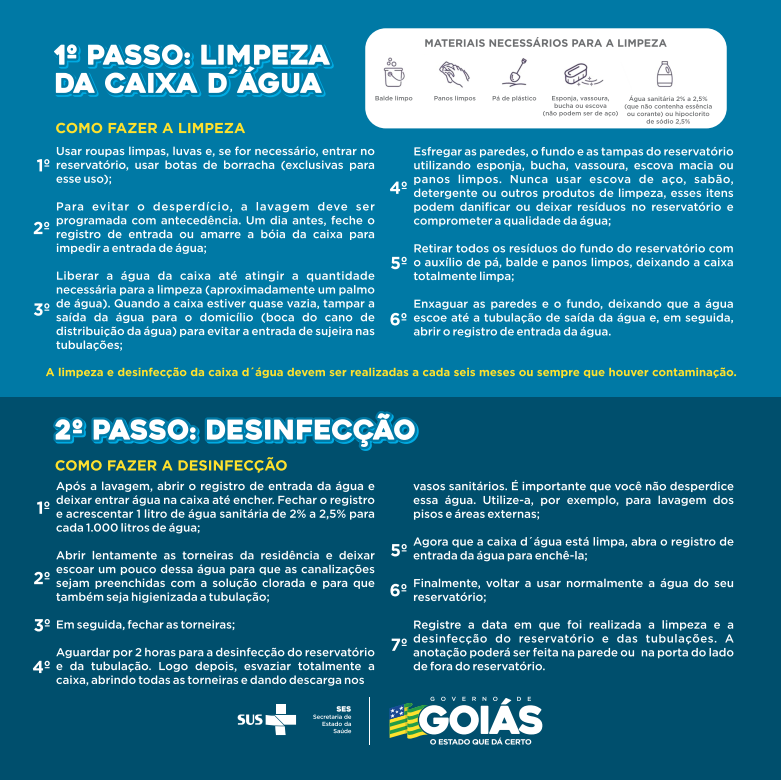 1º PASSO: LIMPEZA
DA CAIXA D´ÁGUA
MATERIAIS NECESSÁRIOS PARA A LIMPEZA
Balde limpo
Panos limpos
Pá de plástico
Esponja, vassoura,
bucha ou escova
(não podem ser de aço)
Água sanitária 2% a 2,5%
(que não contenha essência
ou corante) ou hipoclorito
de sódio 2,5%
COMO FAZER A LIMPEZA
1º
Usar roupas limpas, luvas e, se for necessário, entrar no
reservatório, usar botas de borracha (exclusivas para
esse uso);
2º
Para evitar o desperdício, a lavagem deve ser
programada com antecedência. Um dia antes, feche o
registro de entrada ou amarre a bóia da caixa para
impedir a entrada de água;
3º
Liberar a água da caixa até atingir a quantidade
necessária para a limpeza (aproximadamente um palmo
de água). Quando a caixa estiver quase vazia, tampar a
saída da água para o domicílio (boca do cano de
distribuição da água) para evitar a entrada de sujeira nas
tubulações;
4º
Esfregar as paredes, o fundo e as tampas do reservatório
utilizando esponja, bucha, vassoura, escova macia ou
panos limpos. Nunca usar escova de aço, sabão,
detergente ou outros produtos de limpeza, esses itens
podem danificar ou deixar resíduos no reservatório e
comprometer a qualidade da água;
5º
Retirar todos os resíduos do fundo do reservatório com
o auxílio de pá, balde e panos limpos, deixando a caixa
totalmente limpa;
6º
Enxaguar as paredes e o fundo, deixando que a água
escoe até a tubulação de saída da água e, em seguida,
abrir o registro de entrada da água.
A limpeza e desinfecção da caixa d´água devem ser realizadas a cada seis meses ou sempre que houver contaminação.
2º PASSO: DESINFECÇÃO
COMO FAZER A DESINFECÇÃO
1º
Após a lavagem, abrir o registro de entrada da água e
deixar entrar água na caixa até encher. Fechar o registro
e acrescentar 1 litro de água sanitária de 2% a 2,5% para
cada 1.000 litros de água;
2º
Abrir lentamente as torneiras da residência e deixar
escoar um pouco dessa água para que as canalizações
sejam preenchidas com a solução clorada e para que
também seja higienizada a tubulação;
3º Em seguida, fechar as torneiras;
4º
Aguardar por 2 horas para a desinfecção do reservatório
e da tubulação. Logo depois, esvaziar totalmente a
caixa, abrindo todas as torneiras e dando descarga nos
vasos sanitários. É importante que você não desperdice
essa água. Utilize-a, por exemplo, para lavagem dos
pisos e áreas externas;
5º
Agora que a caixa d´água está limpa, abra o registro de
entrada da água para enchê-la;
6º
Finalmente, voltar a usar normalmente a água do seu
reservatório;
7º
Registre a data em que foi realizada a limpeza e a
desinfecção do reservatório e das tubulações. A
anotação poderá ser feita na parede ou na porta do lado
de fora do reservatório.
SUS
SES
Secretaria de
Estado da
Saúde
GOVERNO DE
GOIÁS
O ESTADO QUE DÁ CERTO